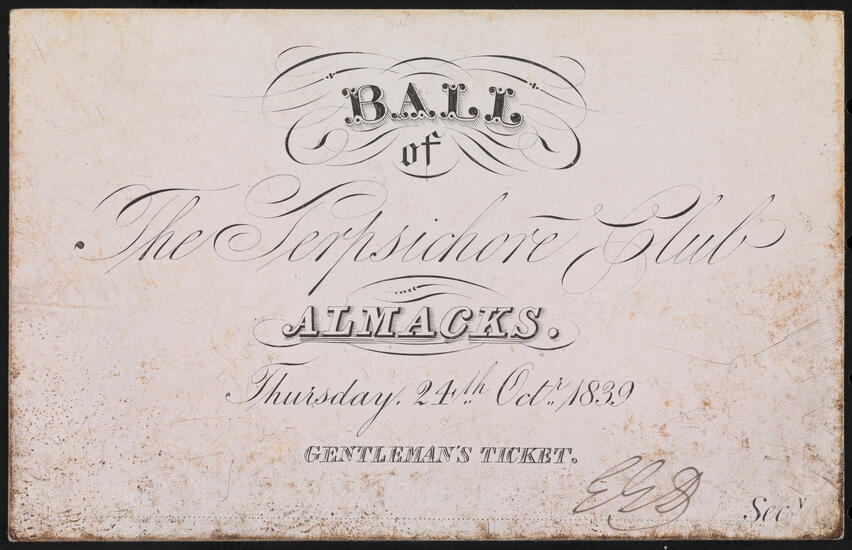 BALL
of
The Terpsichore Club
ALMACKS.
Thursday, 24th Octr. 1839
GENTLEMAN'S TICKET.
Secy